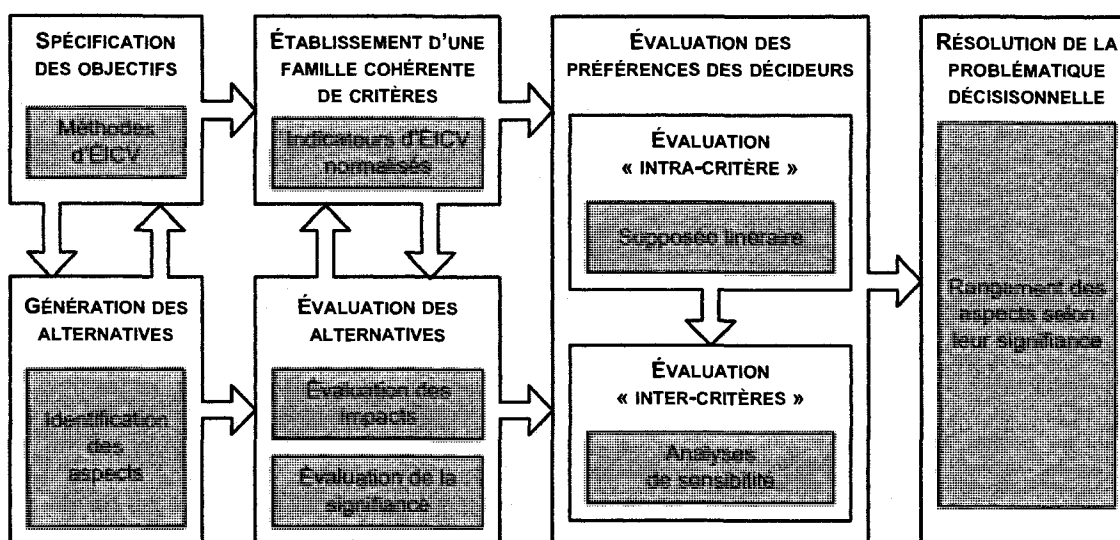 SPÉCIFICATION
DES OBJECTIFS
Méthodes
d'ÉICV
ÉTABLISSEMENT D'UNE
FAMILLE COHÉRENTE
DE CRITÈRES
Indicateurs d'ÉICV
normalisés
ÉVALUATION DES
PRÉFÉRENCES DES DÉCIDEURS
ÉVALUATION
« INTRA-CRITÈRE »
Supposée linéraire
ÉVALUATION
« INTER-CRITÈRES »
Analyses
de sensibilité
RÉSOLUTION DE LA
PROBLÉMATIQUE
DÉCISISONNELLE
Rangement des
aspects selon
leur signifiance
GÉNÉRATION DES
ALTERNATIVES
Identification
des
aspects
ÉVALUATION DES
ALTERNATIVES
Évaluation des
impacts
Évaluation de la
signifiance